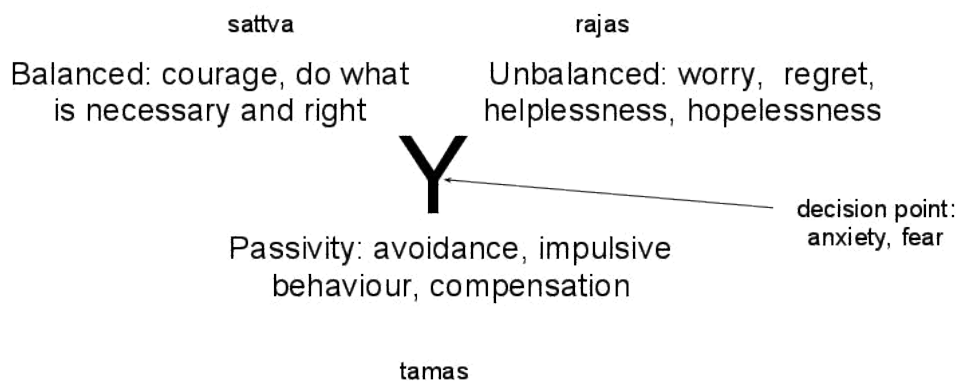 sattva
rajas
Balanced: courage, do what
is necessary and right
Unbalanced: worry, regret,
helplessness, hopelessness
Y
decision point:
anxiety, fear
Passivity: avoidance, impulsive
behaviour, compensation
tamas